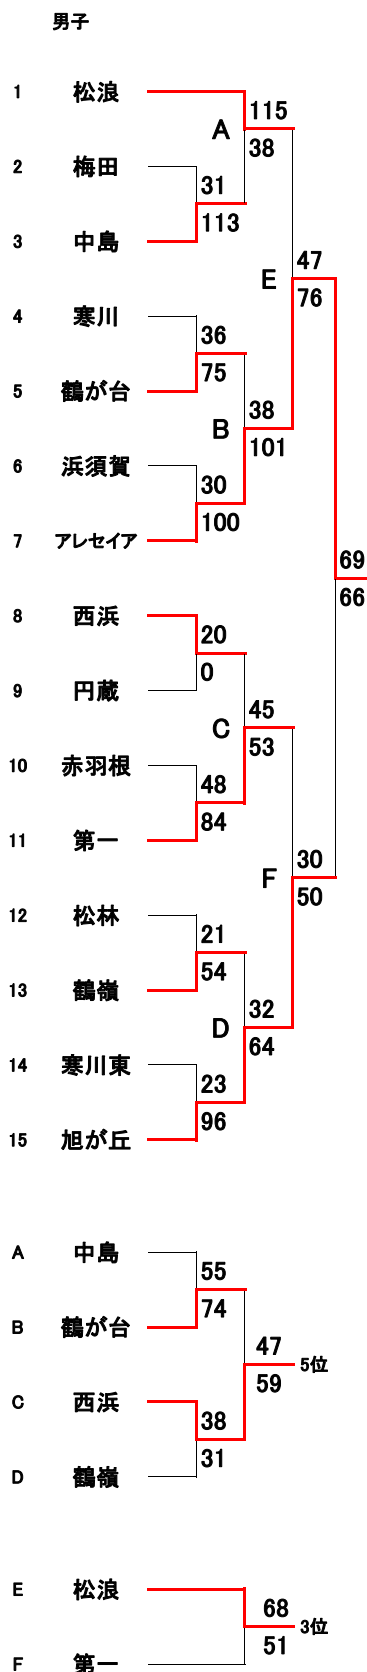 男子
1 松浪
115
A
38
2 梅田
31
113
3 中島
47
E
76
4 寒川
36
75
5 鶴が台
38
B
101
6 浜須賀
30
100
7 アレセイア
69
66
8 西浜
20
0
9 円蔵
45
C
53
10 赤羽根
48
84
11 第一
30
F
50
12 松林
21
54
13 鶴嶺
32
D
64
14 寒川東
23
96
15 旭が丘
A 中島
55
74
B 鶴が台
47
5位
59
C 西浜
38
31
D 鶴嶺
E 松浪
68
3位
51
F 第一